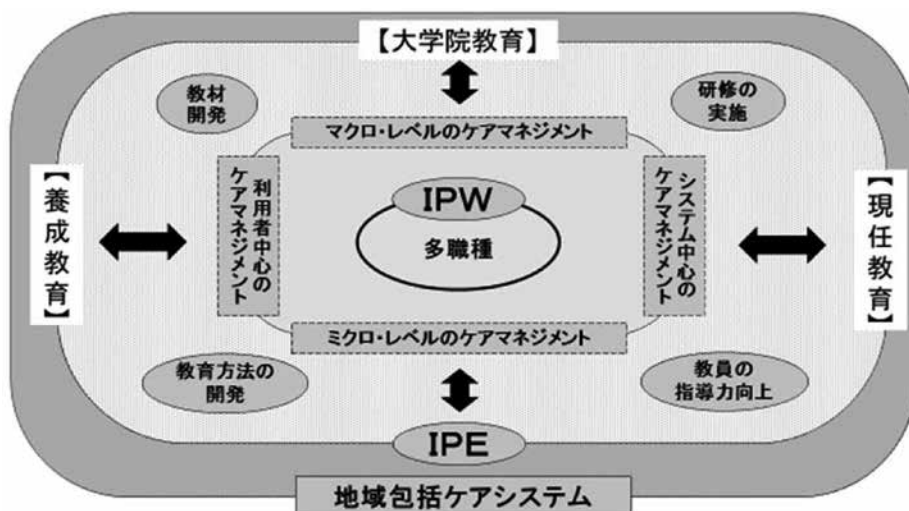 【大学院教育】
教材
開発
研修の
実施
マクロ・レベルのケアマネジメント
【養成教育】
利用者中心の
ケアマネジメント
IPW
多職種
システム中心の
ケアマネジメント
【現任教育】
ミクロ・レベルのケアマネジメント
教育方法の
開発
教員の
指導力向上
IPE
地域包括ケアシステム